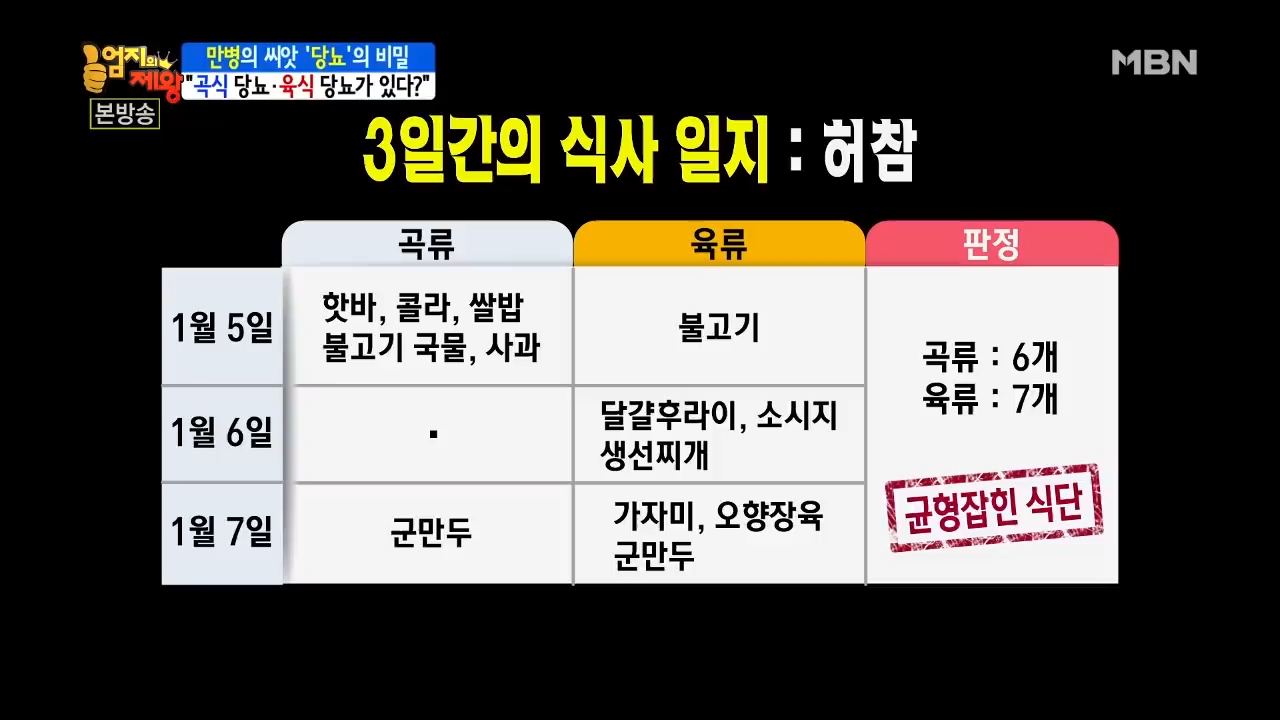 엄지의 제왕
만병의 씨앗 '당뇨'의 비밀
"곡식 당뇨·육식 당뇨가 있다?"
본방송
MBN
3일간의 식사 일지 : 허참
곡류
육류
판정
1월 5일
핫바, 콜라, 쌀밥
불고기 국물, 사과
불고기
곡류 : 6개
육류 : 7개
1월 6일
·
달걀후라이, 소시지
생선찌개
1월 7일
군만두
가자미, 오향장육
군만두
균형잡힌 식단